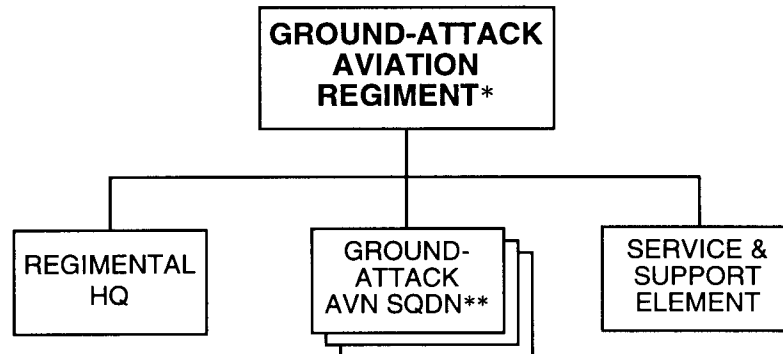 GROUND-ATTACK
AVIATION
REGIMENT*
REGIMENTAL
HQ
GROUND-
ATTACK
AVN SQDN**
SERVICE &
SUPPORT
ELEMENT